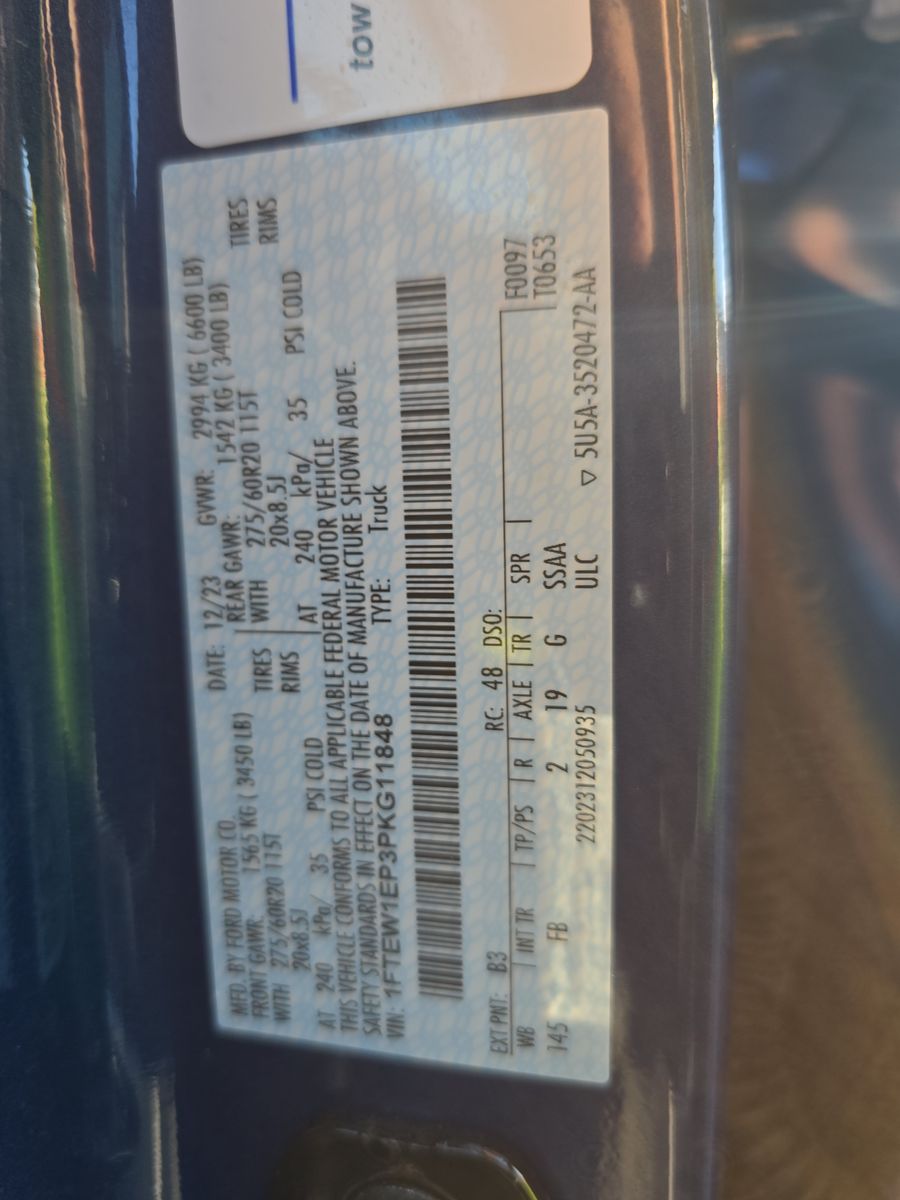 tow
MFD. BY FORD MOTOR CO. DATE: 12/23 GVWR: 2994 KG ( 6600 LB)
FRONT GAWR: 1565 KG ( 3450 LB) REAR GAWR: 1542 KG ( 3400 LB)
WITH 275/60R20 115T TIRES WITH 275/60R20 115T TIRES
20x8.5J RIMS 20x8.5J RIMS
AT 240 kPa/ 35 PSI COLD AT 240 kPa/ 35 PSI COLD
THIS VEHICLE CONFORMS TO ALL APPLICABLE FEDERAL MOTOR VEHICLE
SAFETY STANDARDS IN EFFECT ON THE DATE OF MANUFACTURE SHOWN ABOVE.
VIN: 1FTEW1EP3PKG11848 TYPE: Truck
EXT PNT: B3 RC: 48 DSO: F0097
WB INT TR TP/PS R AXLE TR SPR T0653
145 FB 2 19 G SSAA
2202312050935 ULC ▽ 5U5A-3520472-AA